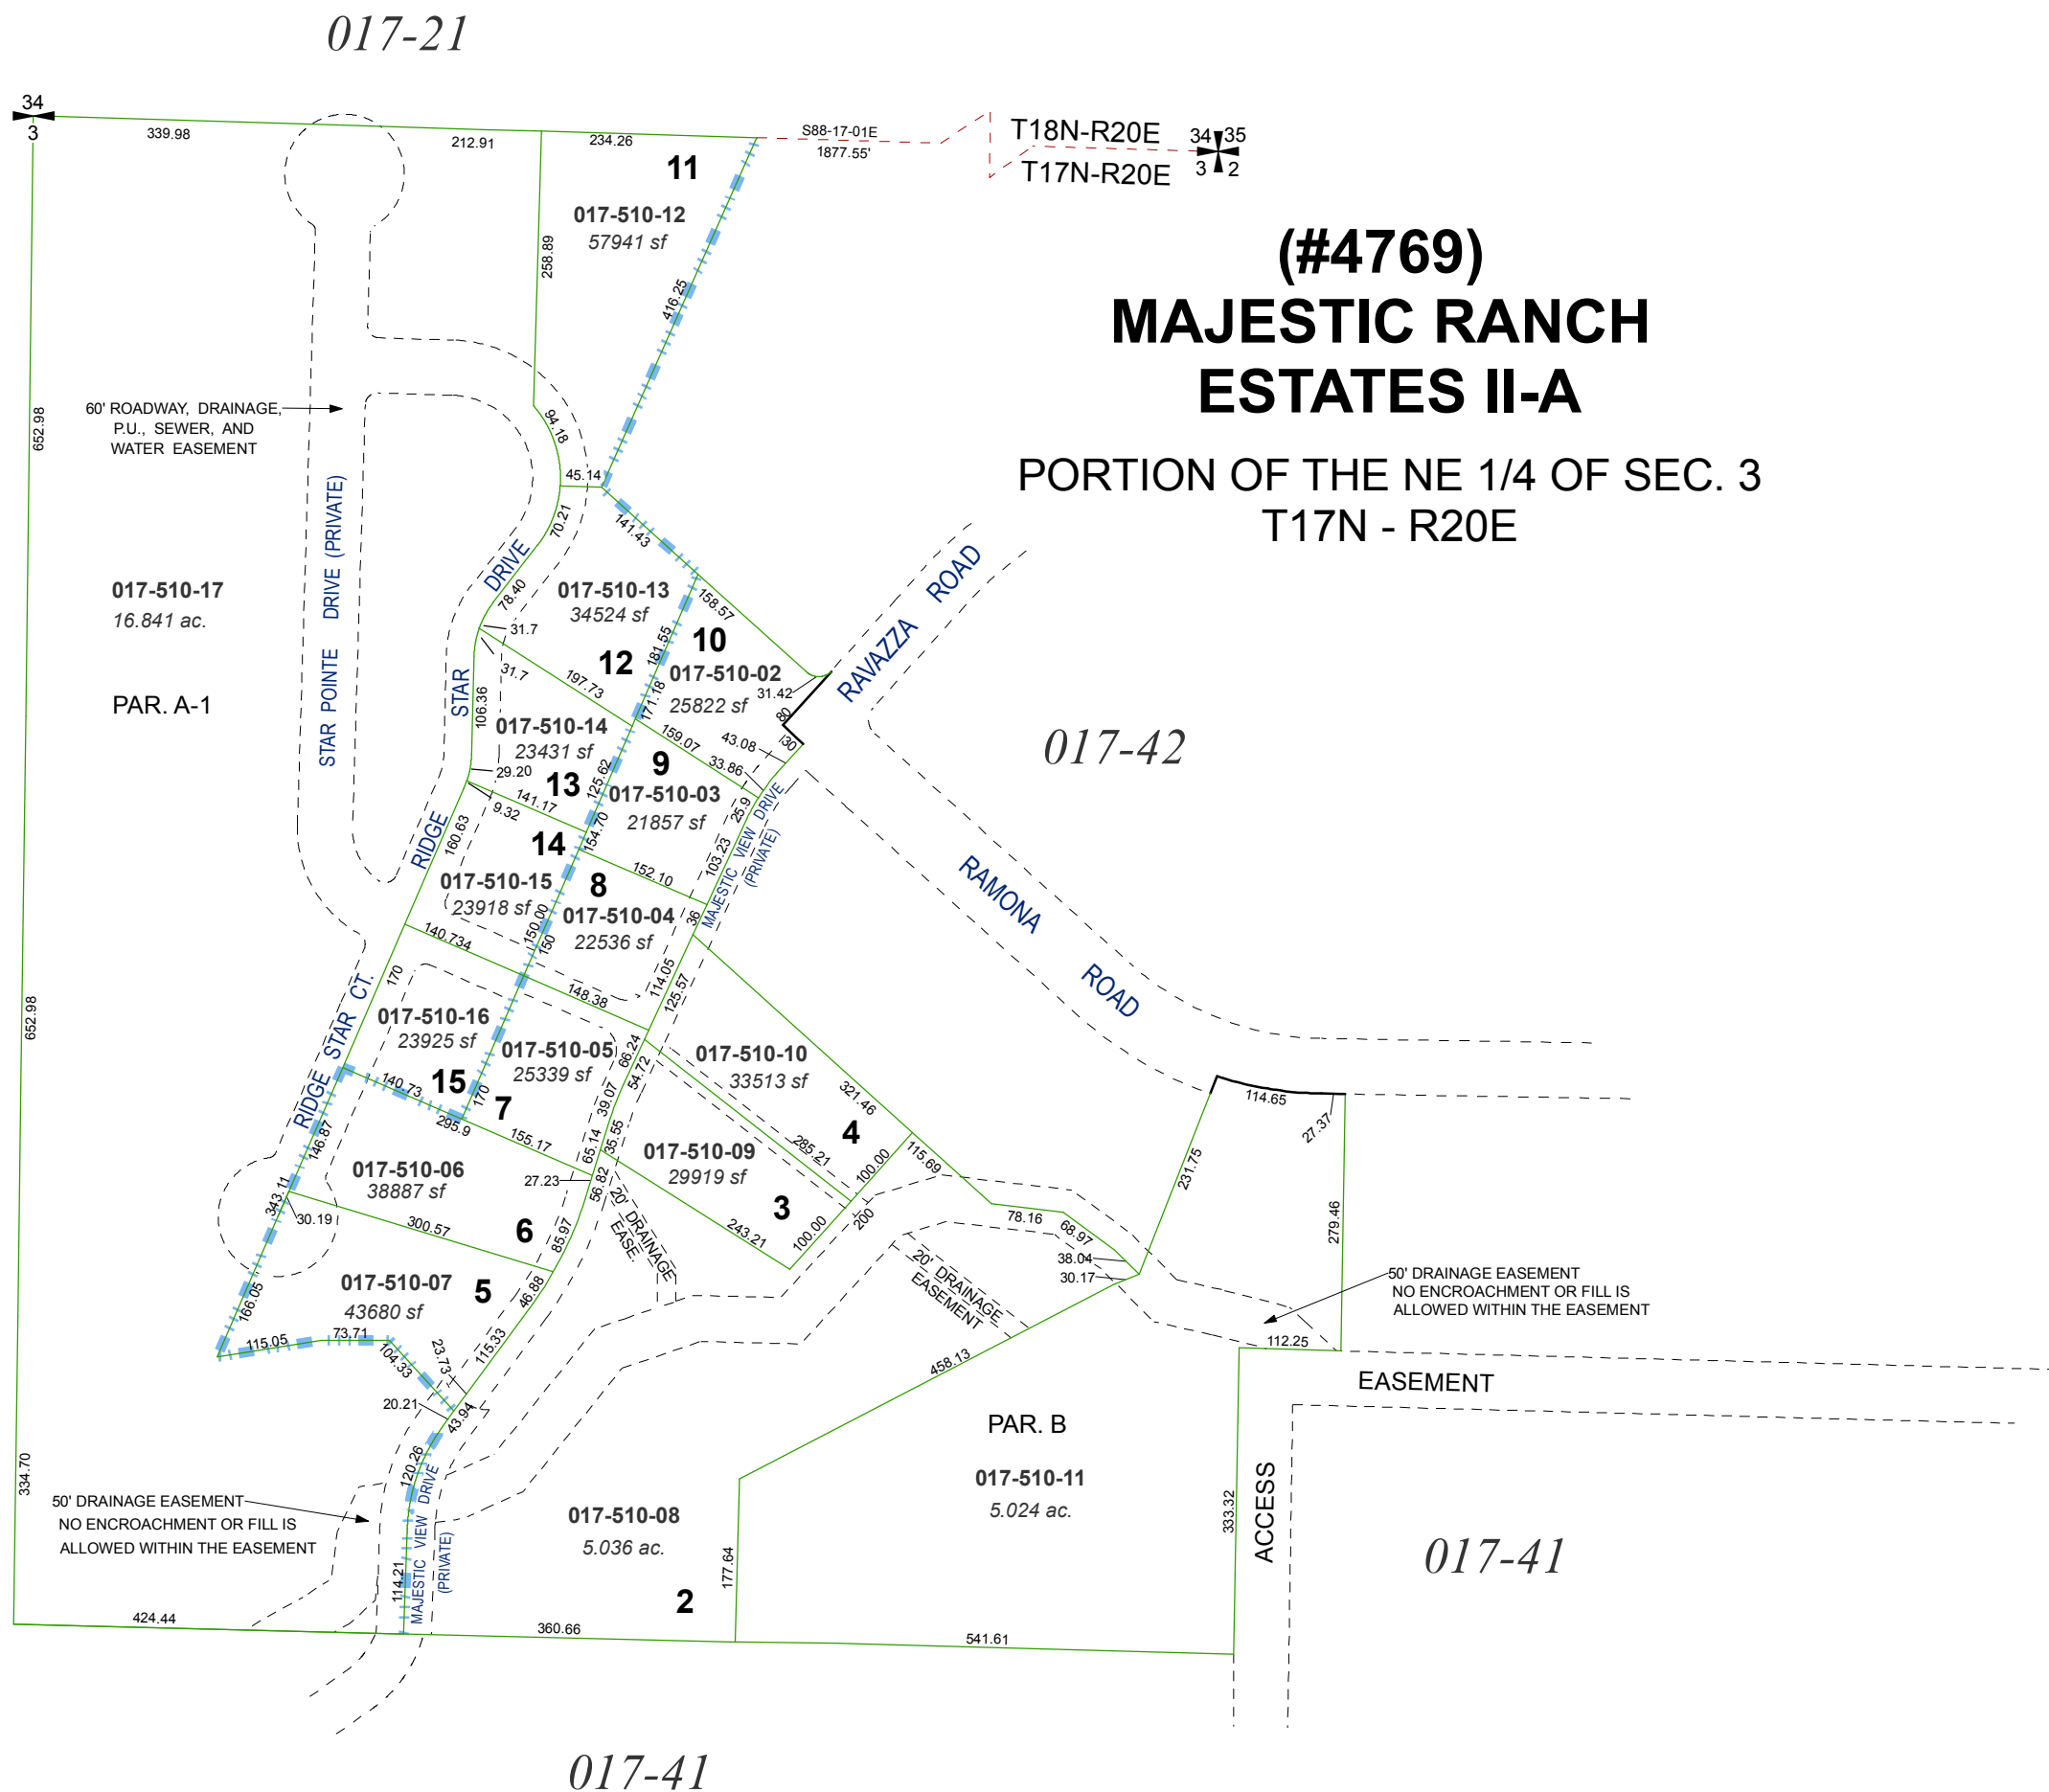 017-21
34
3
339.98
212.91
234.26
S88-17-01E
1877.55'
T18N-R20E
T17N-R20E
34 35
3 2
11
017-510-12
57941 sf
258.89
416.25
(#4769)
MAJESTIC RANCH
ESTATES II-A
PORTION OF THE NE 1/4 OF SEC. 3
T17N - R20E
652.98
60' ROADWAY, DRAINAGE,
P.U., SEWER, AND
WATER EASEMENT
94.18
45.14
70.21
141.43
STAR POINTE DRIVE (PRIVATE)
RIDGE STAR DRIVE
78.40
017-510-17
16.841 ac.
PAR. A-1
017-510-13
34524 sf
12
31.7
31.7
197.73
181.55
171.18
158.57
10
017-510-02
25822 sf
31.42
80
130
43.08
33.86
159.07
RAVAZZA ROAD
017-42
106.36
017-510-14
23431 sf
13
29.20
9.32
141.17
125.62
154.70
9
017-510-03
21857 sf
25.9
103.23
MAJESTIC VIEW DRIVE
(PRIVATE)
160.63
14
017-510-15
23918 sf
152.10
8
017-510-04
22536 sf
36
150.00
150
140.734
114.05
125.57
RAMONA ROAD
RIDGE STAR CT.
170
148.38
017-510-16
23925 sf
15
017-510-05
25339 sf
7
170
66.24
54.72
017-510-10
33513 sf
321.46
4
652.98
140.73
295.9
155.17
39.07
35.55
65.14
285.21
100.00
115.69
114.65
27.37
231.75
279.46
146.87
017-510-06
38887 sf
6
27.23
56.82
017-510-09
29919 sf
3
243.21
100.00
200
343.11
30.19
300.57
85.97
20' DRAINAGE
EASE.
78.16
68.97
38.04
30.17
20' DRAINAGE
EASEMENT
50' DRAINAGE EASEMENT
NO ENCROACHMENT OR FILL IS
ALLOWED WITHIN THE EASEMENT
017-510-07
43680 sf
5
46.88
166.05
115.05
73.71
104.33
23.73
115.33
112.25
458.13
EASEMENT
20.21
43.94
120.26
PAR. B
017-510-11
5.024 ac.
334.70
50' DRAINAGE EASEMENT
NO ENCROACHMENT OR FILL IS
ALLOWED WITHIN THE EASEMENT
MAJESTIC VIEW DRIVE
(PRIVATE)
114.21
017-510-08
5.036 ac.
2
177.64
333.32
ACCESS
017-41
424.44
360.66
541.61
017-41